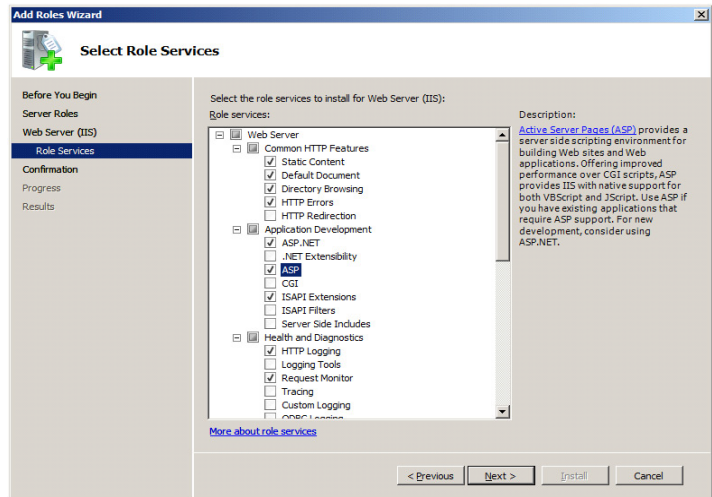 Add Roles Wizard
Select Role Services
Before You Begin
Server Roles
Web Server (IIS)
Role Services
Confirmation
Progress
Results
Select the role services to install for Web Server (IIS):
Role services:
Web Server
Common HTTP Features
Static Content
Default Document
Directory Browsing
HTTP Errors
HTTP Redirection
Application Development
ASP.NET
.NET Extensibility
ASP
CGI
ISAPI Extensions
ISAPI Filters
Server Side Includes
Health and Diagnostics
HTTP Logging
Logging Tools
Request Monitor
Tracing
Custom Logging
ODBC Logging
More about role services
Description:
Active Server Pages (ASP) provides a
server side scripting environment for
building Web sites and Web
applications. Offering improved
performance over CGI scripts, ASP
provides IIS with native support for
both VBScript and JScript. Use ASP if
you have existing applications that
require ASP support. For new
development, consider using
ASP.NET.
< Previous
Next >
Install
Cancel